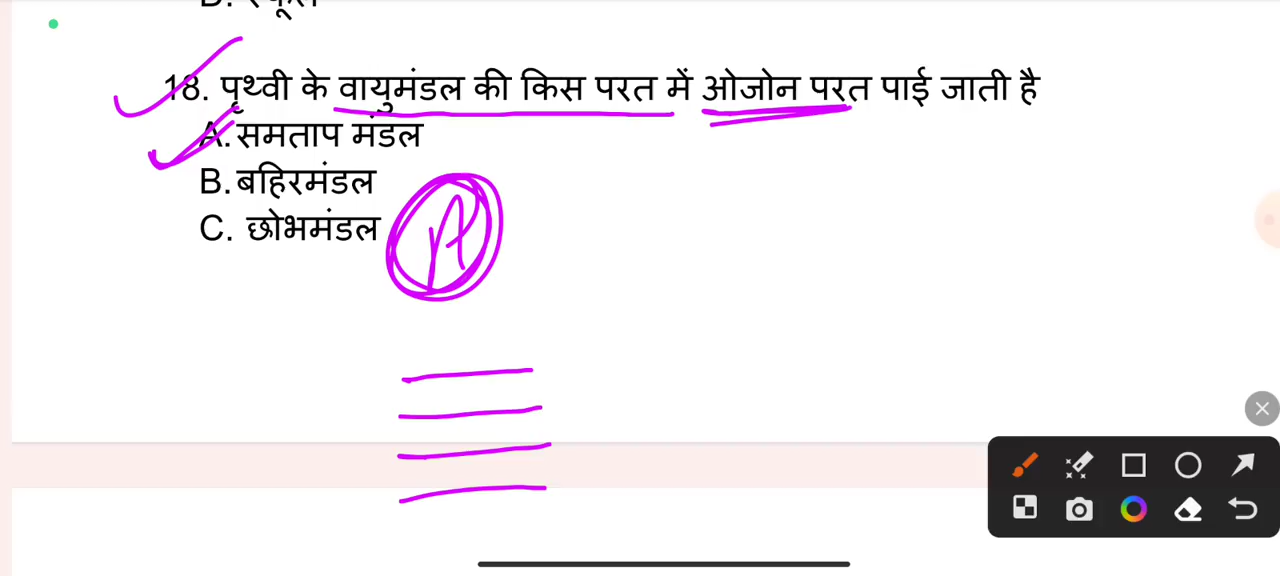 18. पृथ्वी के वायुमंडल की किस परत में ओजोन परत पाई जाती है
A. समताप मंडल
B. बहिरमंडल
C. छोभमंडल
A